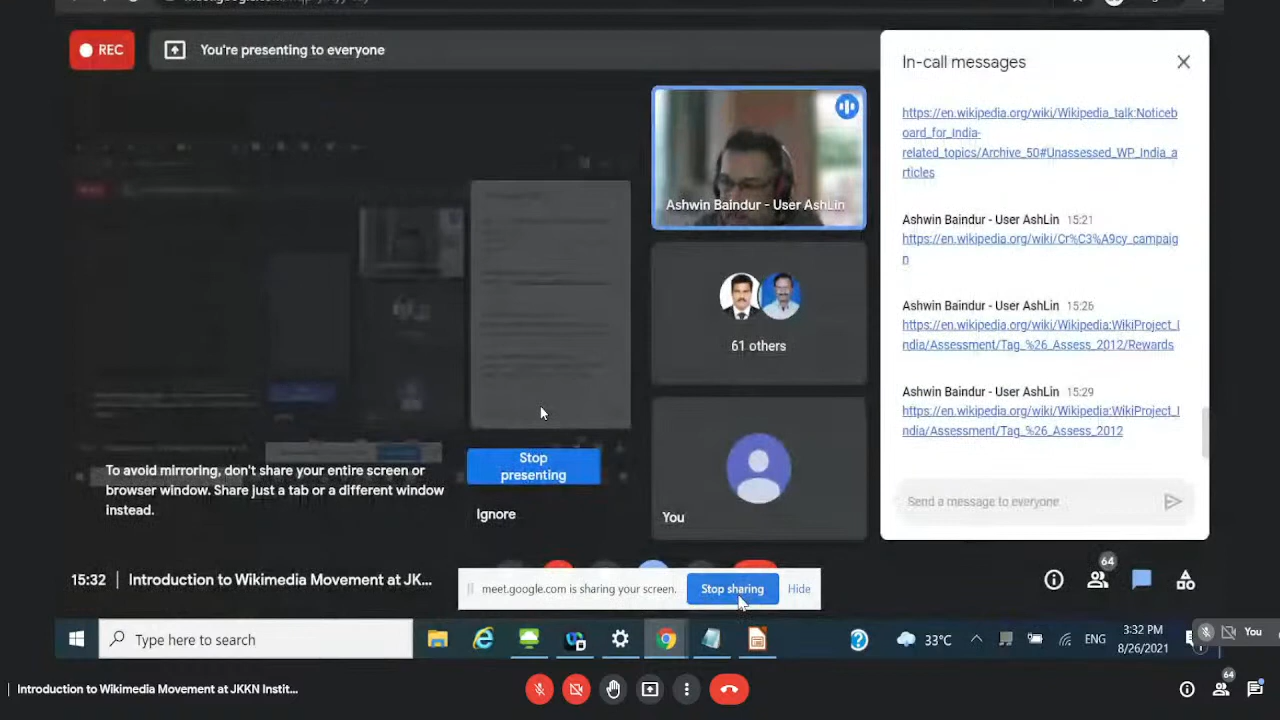 REC
You're presenting to everyone
In-call messages
https://en.wikipedia.org/wiki/Wikipedia_talk:Noticeb
oard_for_India-
related_topics/Archive_50#Unassessed_WP_India_a
rticles
Ashwin Baindur - User AshLin 15:21
https://en.wikipedia.org/wiki/Cr%C3%A9cy_campaig
n
Ashwin Baindur - User AshLin 15:26
https://en.wikipedia.org/wiki/Wikipedia:WikiProject_I
ndia/Assessment/Tag_%26_Assess_2012/Rewards
Ashwin Baindur - User AshLin 15:29
https://en.wikipedia.org/wiki/Wikipedia:WikiProject_I
ndia/Assessment/Tag_%26_Assess_2012
Send a message to everyone
Ashwin Baindur - User AshLin
61 others
You
To avoid mirroring, don't share your entire screen or
browser window. Share just a tab or a different window
instead.
Stop
presenting
Ignore
15:32 | Introduction to Wikimedia Movement at JK...
64
meet.google.com is sharing your screen.
Stop sharing
Hide
Type here to search
33°C
ENG
3:32 PM
8/26/2021
You
Introduction to Wikimedia Movement at JKKN Instit...
64